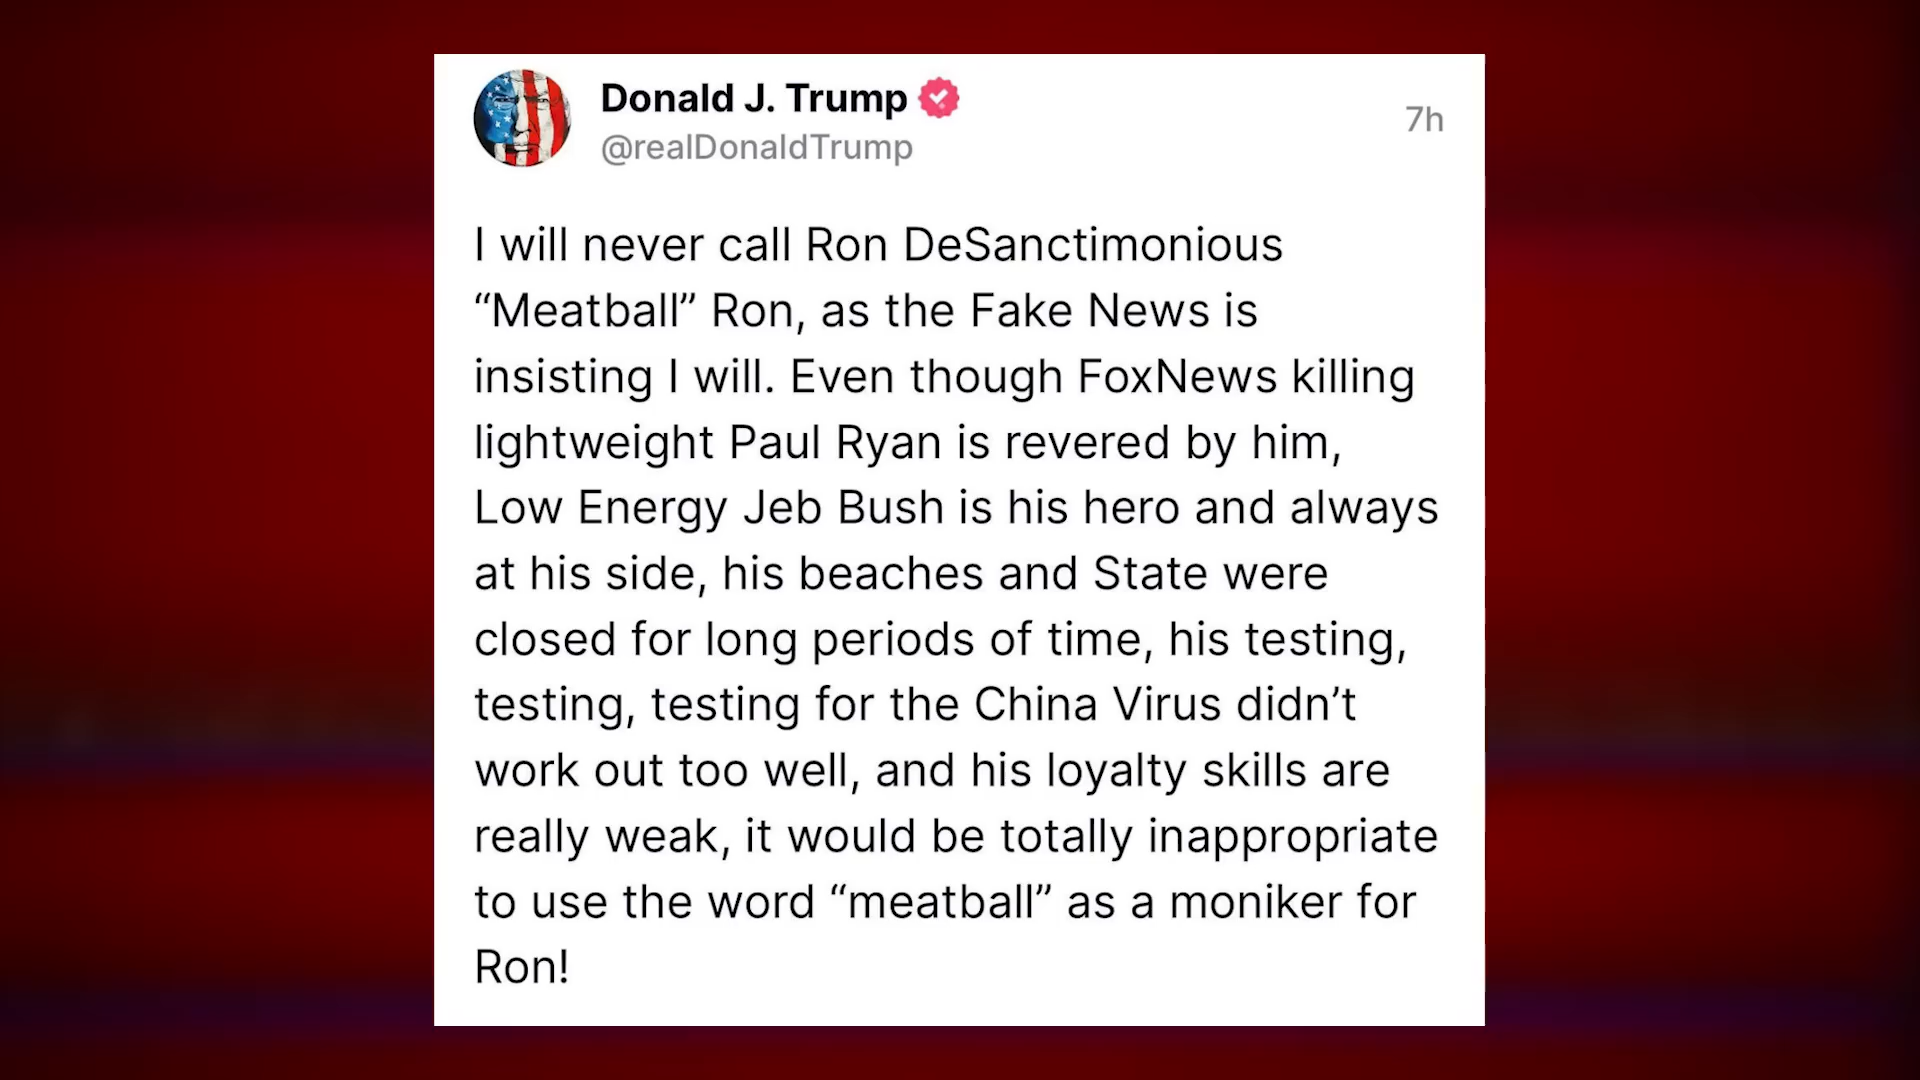 Donald J. Trump
@realDonaldTrump
7h
I will never call Ron DeSanctimonious
“Meatball” Ron, as the Fake News is
insisting I will. Even though FoxNews killing
lightweight Paul Ryan is revered by him,
Low Energy Jeb Bush is his hero and always
at his side, his beaches and State were
closed for long periods of time, his testing,
testing, testing for the China Virus didn’t
work out too well, and his loyalty skills are
really weak, it would be totally inappropriate
to use the word “meatball” as a moniker for
Ron!